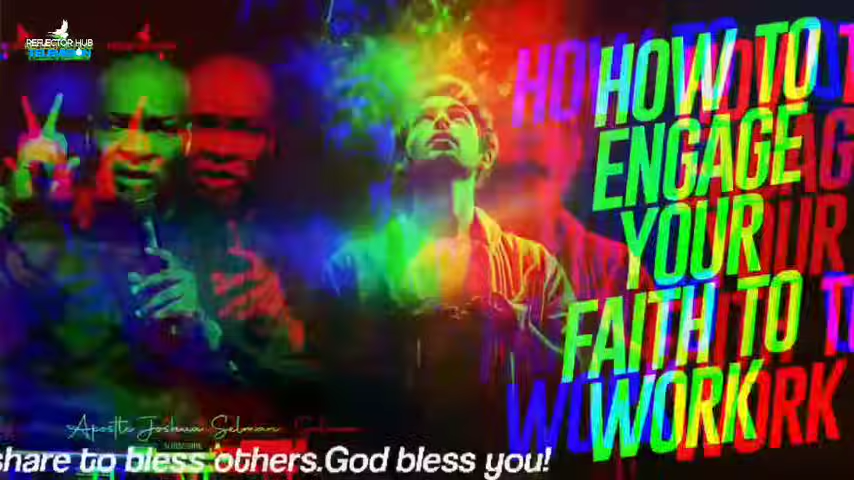 REFLECTOR HUB
TELEVISION
HOW TO
ENGAGE
YOUR
FAITH TO
WORK
Apostle Joshua Selman
SUBSCRIBE
share to bless others.God bless you!